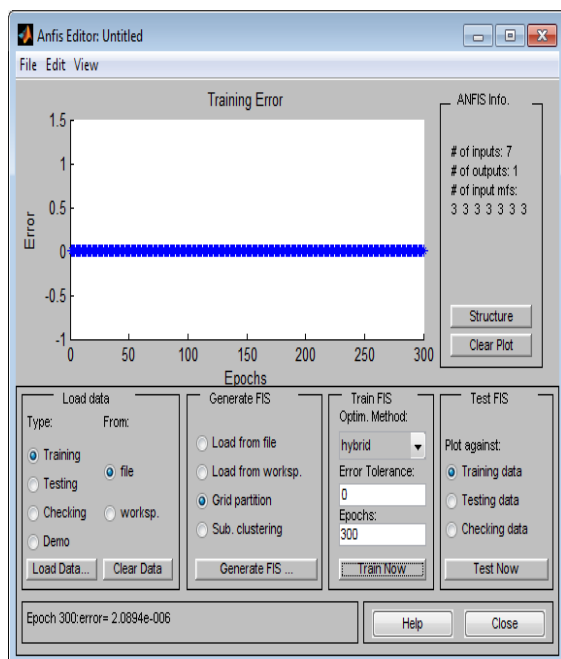 Anfis Editor: Untitled
File Edit View
Training Error
1.5
1
0.5
0
-0.5
-1
Error
0 50 100 150 200 250 300
Epochs
ANFIS Info.
# of inputs: 7
# of outputs: 1
# of input mfs:
3 3 3 3 3 3 3
Structure
Clear Plot
Load data
Type: From:
Training
file
Testing
Checking
worksp.
Demo
Load Data... Clear Data
Generate FIS
Load from file
Load from worksp.
Grid partition
Sub. clustering
Generate FIS ...
Train FIS
Optim. Method:
hybrid
Error Tolerance:
0
Epochs:
300
Train Now
Test FIS
Plot against:
Training data
Testing data
Checking data
Test Now
Epoch 300:error= 2.0894e-006
Help
Close